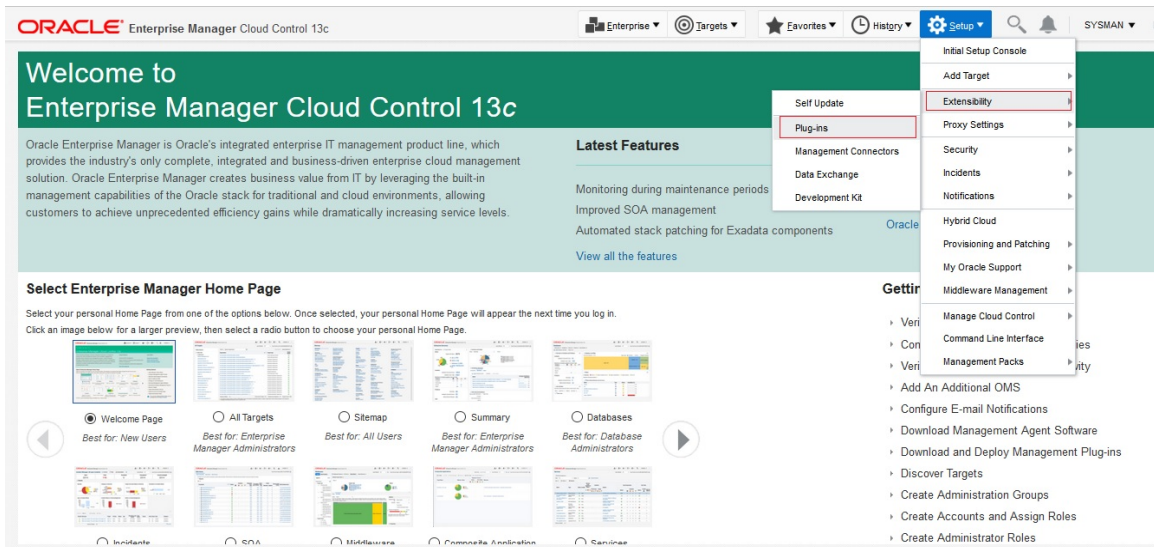 ORACLE Enterprise Manager Cloud Control 13c
Enterprise
Targets
Favorites
History
Setup
SYSMAN
Initial Setup Console
Add Target
Extensibility
Proxy Settings
Security
Incidents
Notifications
Hybrid Cloud
Provisioning and Patching
My Oracle Support
Middleware Management
Manage Cloud Control
Command Line Interface
Management Packs
Self Update
Plug-ins
Management Connectors
Data Exchange
Development Kit
Welcome to
Enterprise Manager Cloud Control 13c
Oracle Enterprise Manager is Oracle's integrated enterprise IT management product line, which
provides the industry's only complete, integrated and business-driven enterprise cloud management
solution. Oracle Enterprise Manager creates business value from IT by leveraging the built-in
management capabilities of the Oracle stack for traditional and cloud environments, allowing
customers to achieve unprecedented efficiency gains while dramatically increasing service levels.
Latest Features
Monitoring during maintenance periods
Improved SOA management
Automated stack patching for Exadata components
View all the features
Oracle
Select Enterprise Manager Home Page
Select your personal Home Page from one of the options below. Once selected, your personal Home Page will appear the next time you log in.
Click an image below for a larger preview, then select a radio button to choose your personal Home Page.
Welcome Page
Best for: New Users
All Targets
Best for: Enterprise
Manager Administrators
Sitemap
Best for: All Users
Summary
Best for: Enterprise
Manager Administrators
Databases
Best for: Database
Administrators
Incidents
SOA
Middleware
Composite Application
Services
Gettin
Veri
Con
ies
Veri
vity
Add An Additional OMS
Configure E-mail Notifications
Download Management Agent Software
Download and Deploy Management Plug-ins
Discover Targets
Create Administration Groups
Create Accounts and Assign Roles
Create Administrator Roles